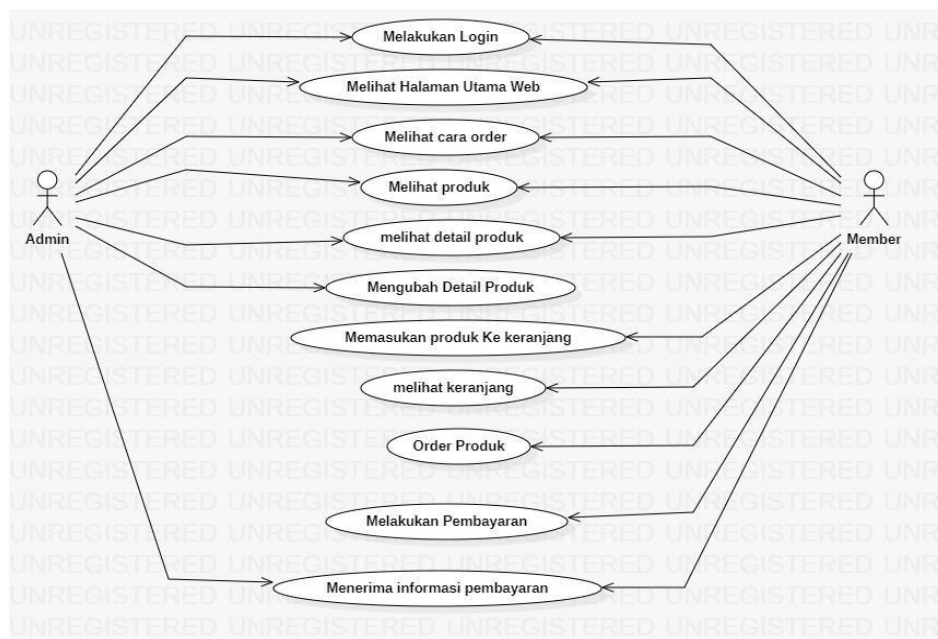 Melakukan Login
Melihat Halaman Utama Web
Melihat cara order
Melihat produk
Admin
melihat detail produk
Member
Mengubah Detail Produk
Memasukan produk Ke keranjang
melihat keranjang
Order Produk
Melakukan Pembayaran
Menerima informasi pembayaran